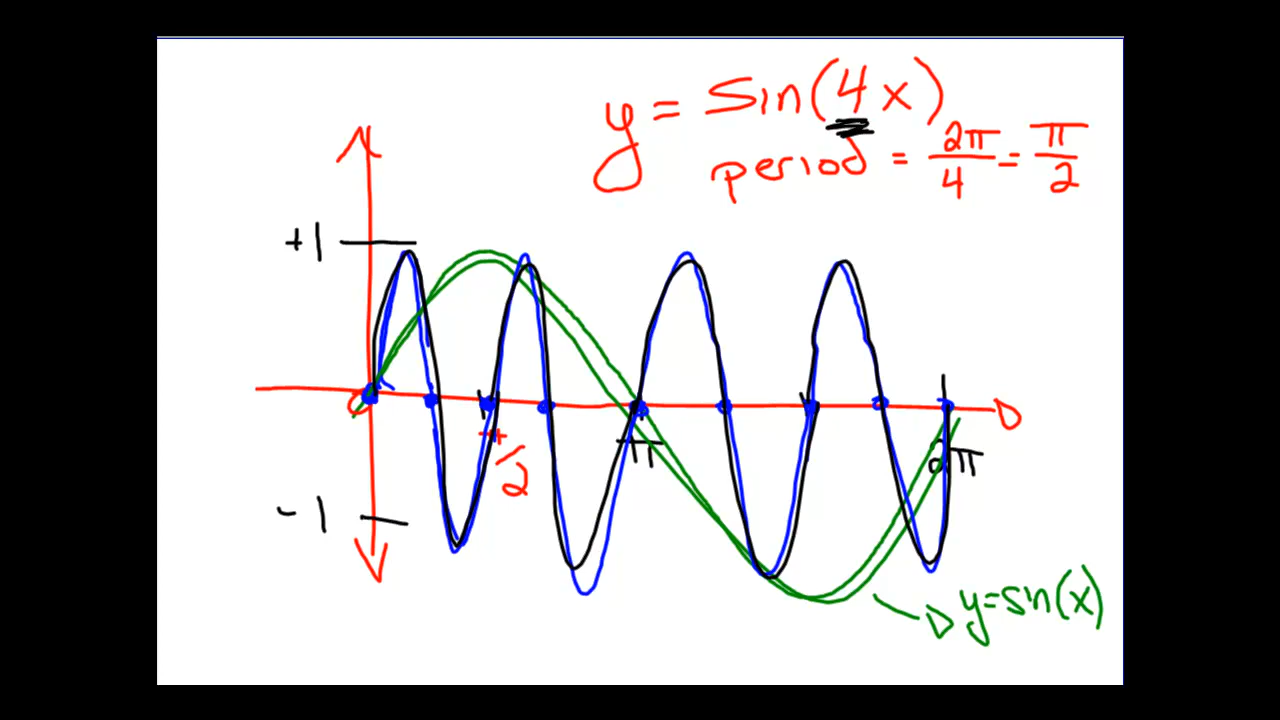 y = Sin(4x)
period = 2π/4 = π/2
+1
π/2
π
2π
-1
y=sin(x)